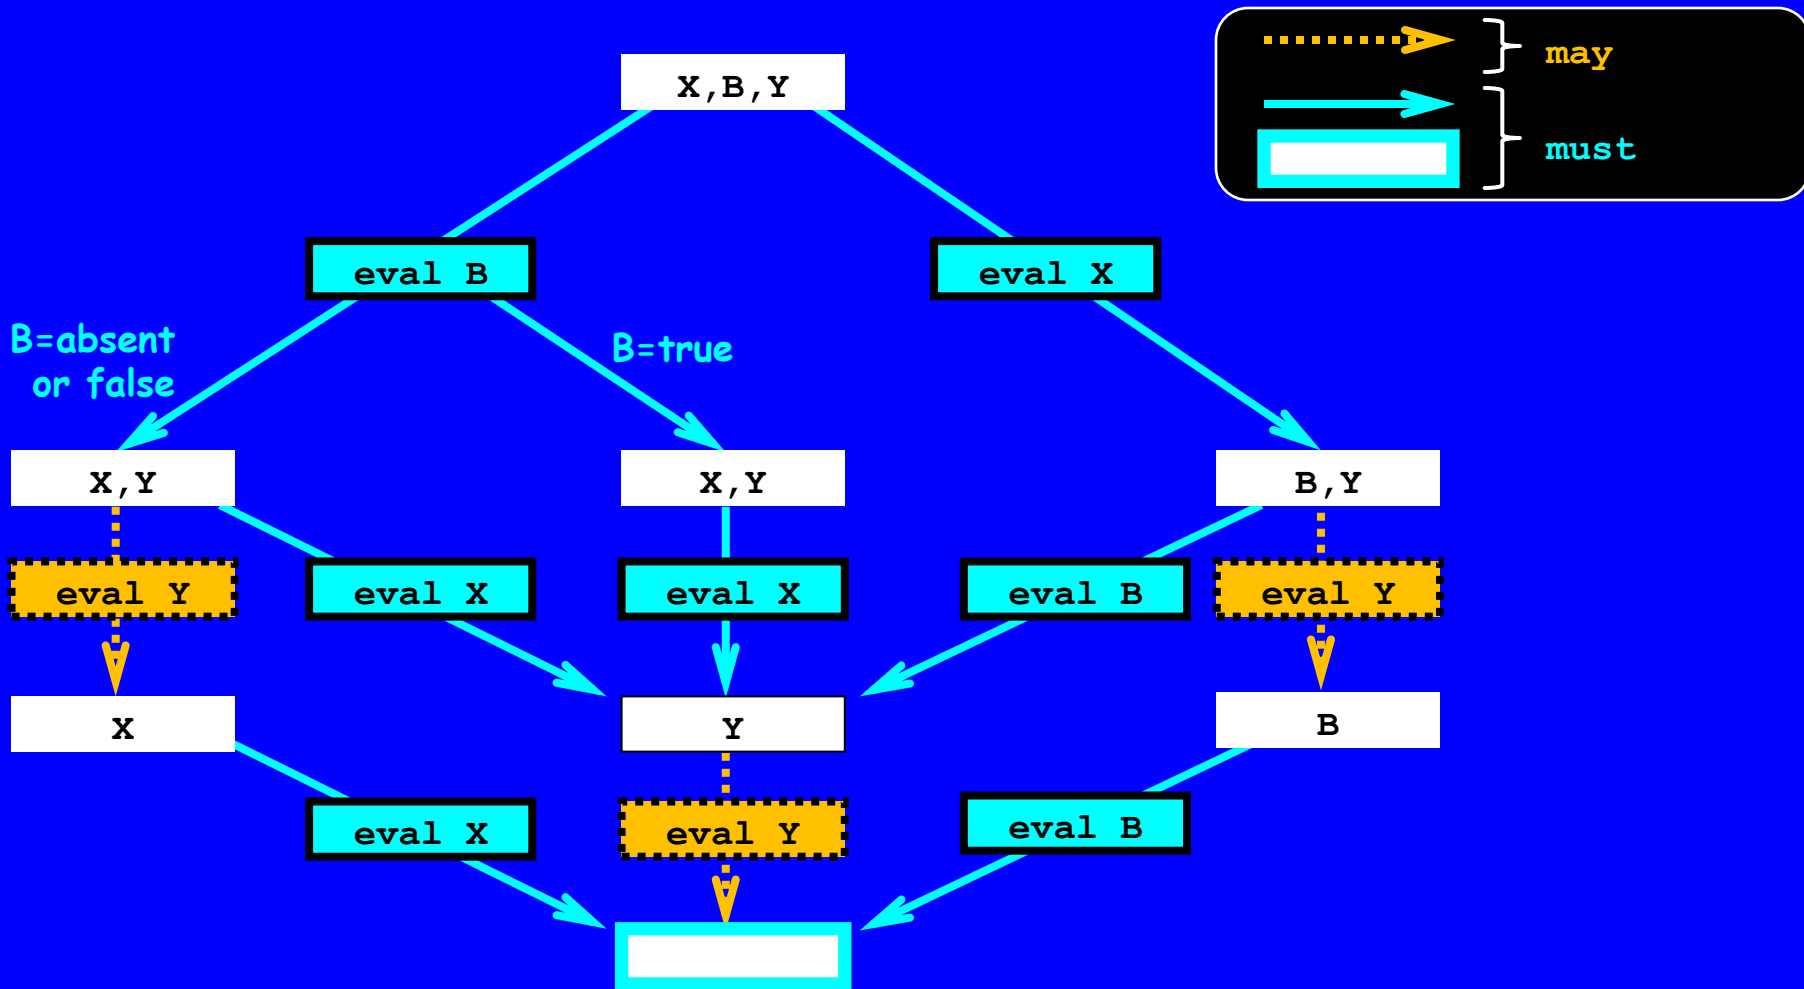 may
X,B,Y
must
eval B
eval X
B=absent
or false
B=true
X,Y
X,Y
B,Y
eval Y
eval X
eval X
eval B
eval Y
X
Y
B
eval X
eval Y
eval B